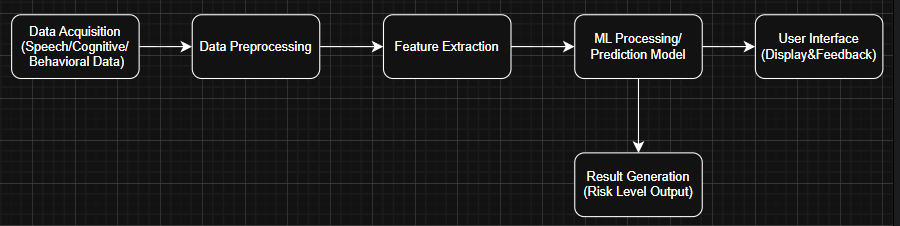 Data Acquisition
(Speech/Cognitive/
Behavioral Data)
Data Preprocessing
Feature Extraction
ML Processing/
Prediction Model
User Interface
(Display&Feedback)
Result Generation
(Risk Level Output)